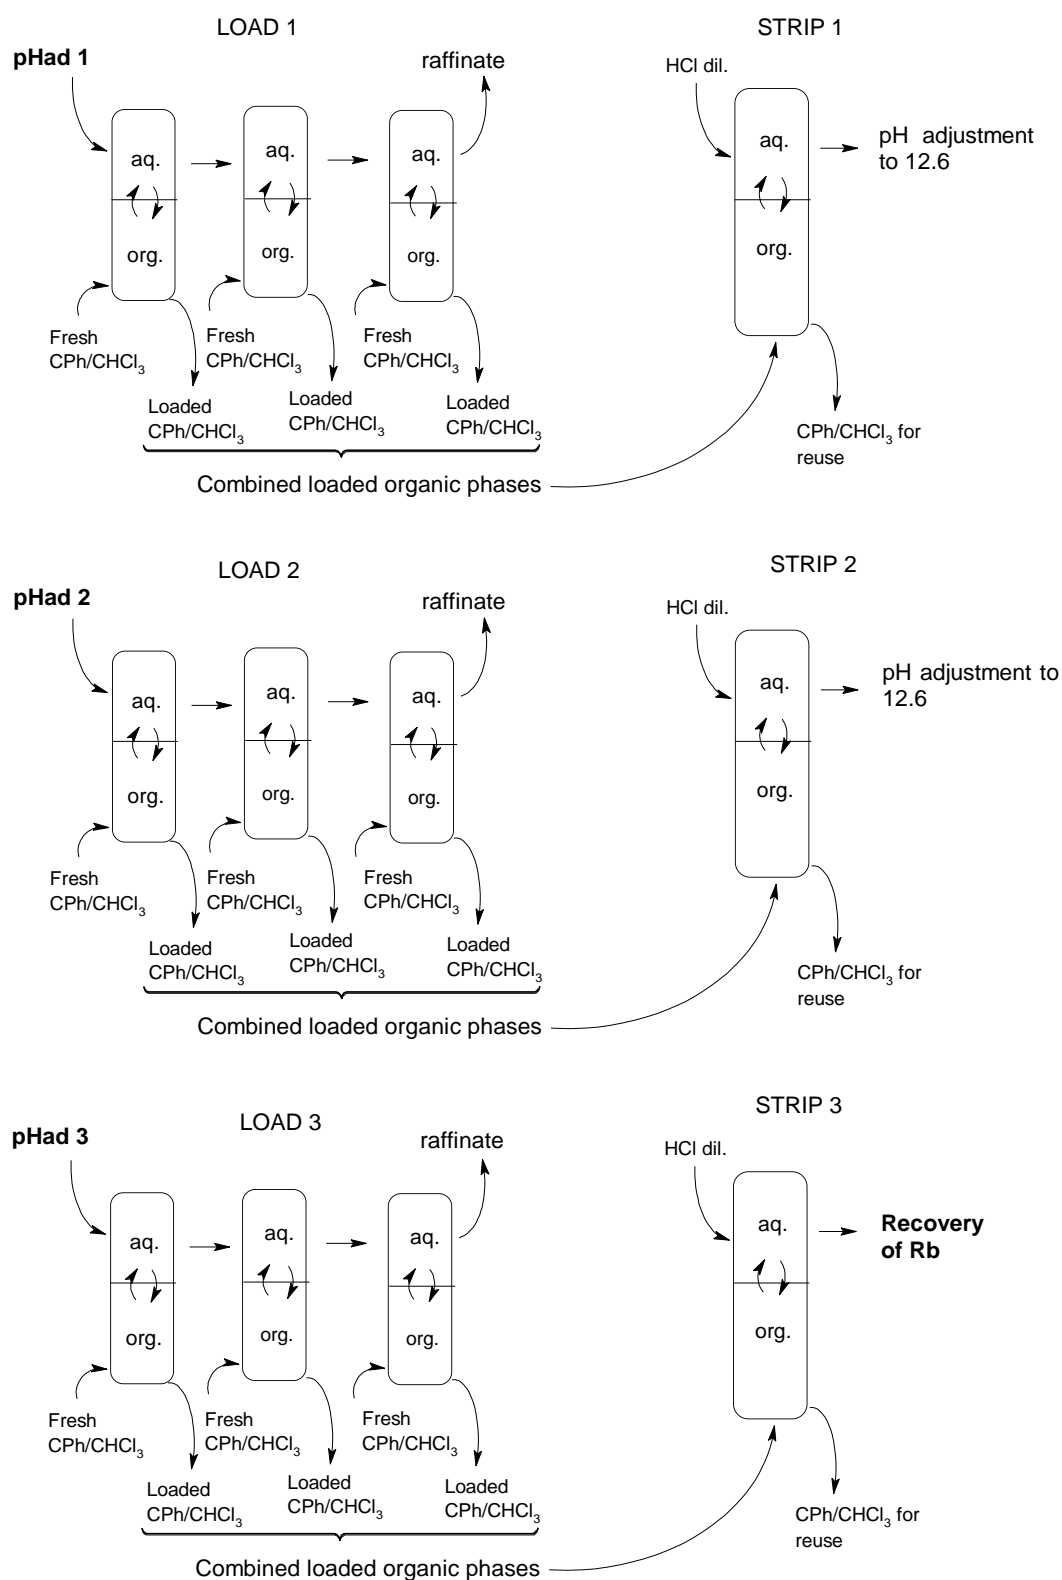 LOAD 1
STRIP 1
pHad 1
raffinate
HCl dil.
aq.
aq.
aq.
aq.
pH adjustment
to 12.6
org.
org.
org.
org.
Fresh
CPh/CHCl3
Fresh
CPh/CHCl3
Fresh
CPh/CHCl3
Loaded
CPh/CHCl3
Loaded
CPh/CHCl3
Loaded
CPh/CHCl3
CPh/CHCl3 for
reuse
Combined loaded organic phases
LOAD 2
STRIP 2
pHad 2
raffinate
HCl dil.
aq.
aq.
aq.
aq.
pH adjustment to
12.6
org.
org.
org.
org.
Fresh
CPh/CHCl3
Fresh
CPh/CHCl3
Fresh
CPh/CHCl3
Loaded
CPh/CHCl3
Loaded
CPh/CHCl3
Loaded
CPh/CHCl3
CPh/CHCl3 for
reuse
Combined loaded organic phases
LOAD 3
STRIP 3
pHad 3
raffinate
HCl dil.
aq.
aq.
aq.
aq.
Recovery
of Rb
org.
org.
org.
org.
Fresh
CPh/CHCl3
Fresh
CPh/CHCl3
Fresh
CPh/CHCl3
Loaded
CPh/CHCl3
Loaded
CPh/CHCl3
Loaded
CPh/CHCl3
CPh/CHCl3 for
reuse
Combined loaded organic phases